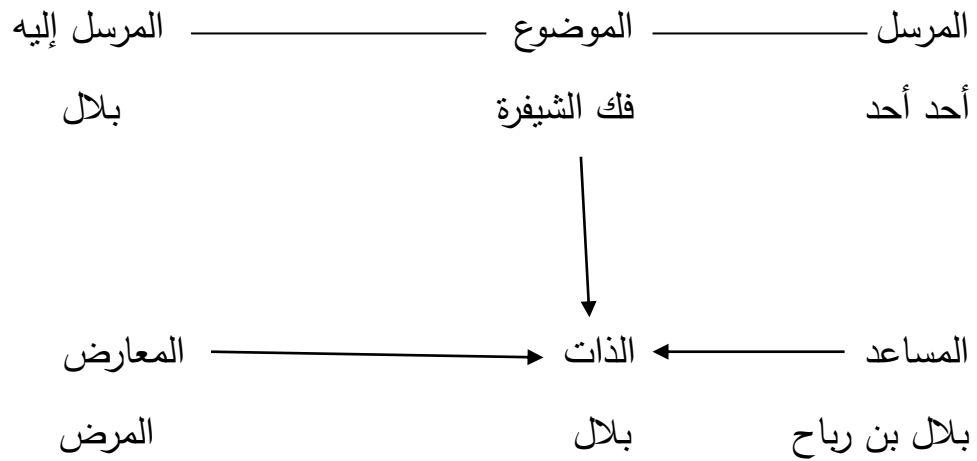 المرسل الموضوع المرسل إليه
أحد أحد فك الشيفرة بلال
المساعد الذات المعارض
بلال بن رباح بلال المرض